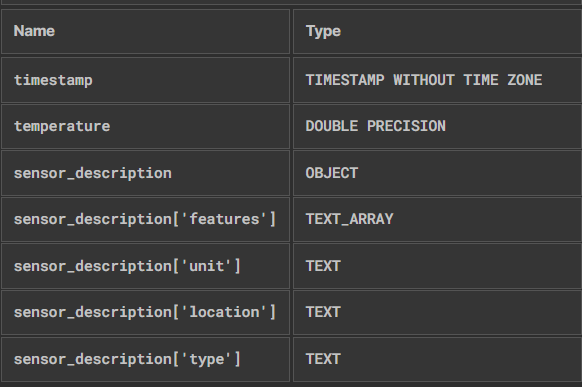 Name Type
timestamp TIMESTAMP WITHOUT TIME ZONE
temperature DOUBLE PRECISION
sensor_description OBJECT
sensor_description['features'] TEXT_ARRAY
sensor_description['unit'] TEXT
sensor_description['location'] TEXT
sensor_description['type'] TEXT